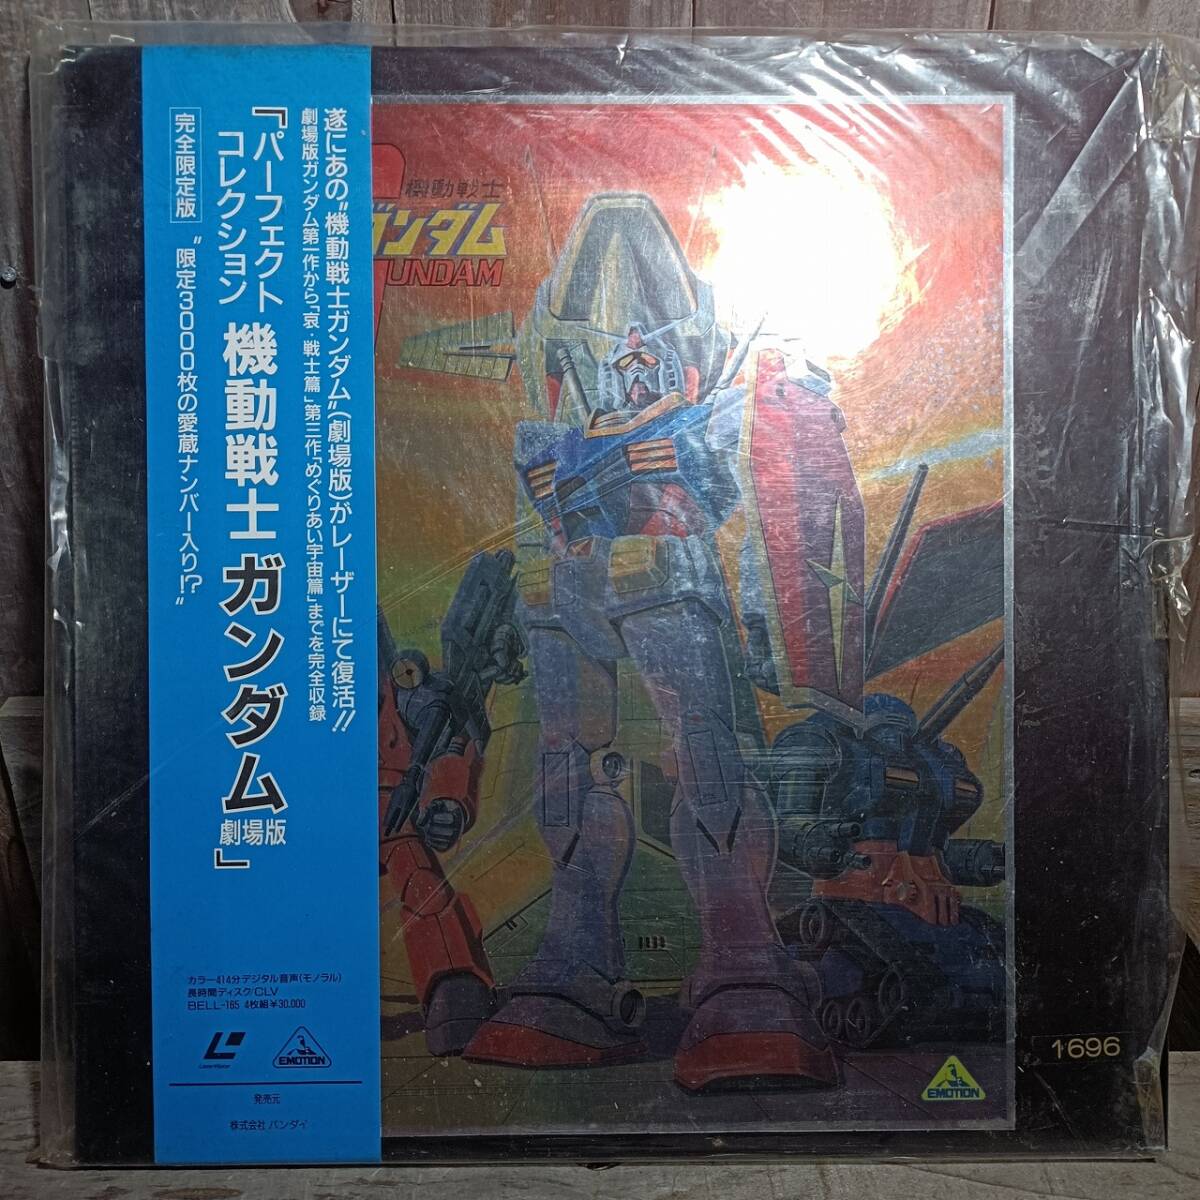 遂にあの“機動戦士ガンダム”(劇場版)がレーザーにて復活!!
劇場版ガンダム第一作から「哀・戦士篇」第三作「めぐりあい宇宙篇」までを完全収録
『パーフェクト
コレクション 機動戦士ガンダム 劇場版』
完全限定版 “限定3000枚の愛蔵ナンバー入り!?”
カラー414分デジタル音声(モノラル)
長時間ディスク/CLV
BELL-165 4枚組¥30,000
LaserVision
EMOTION
発売元
株式会社 バンダイ
機動戦士
ガンダム
UNDAM
EMOTION
1696